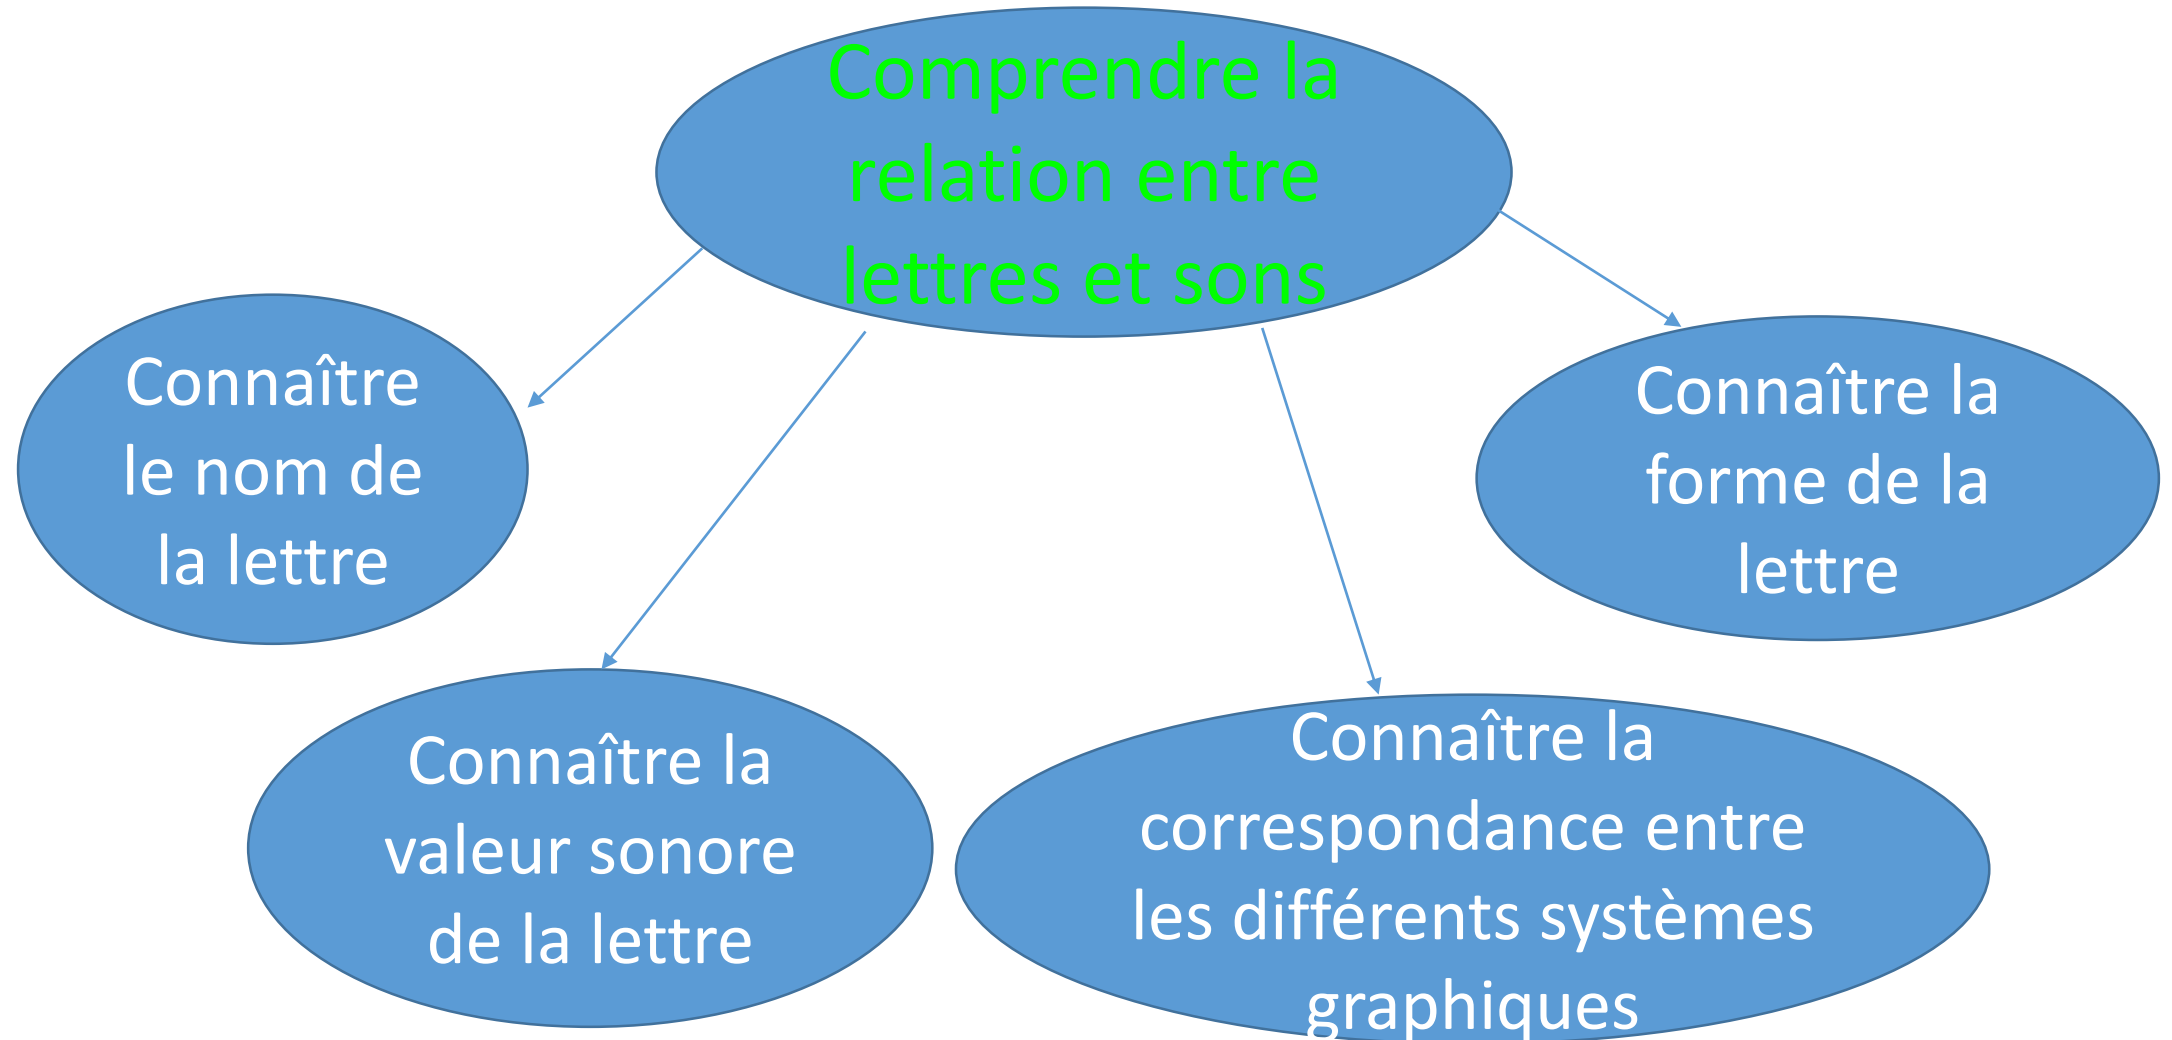 Comprendre la
relation entre
lettres et sons
Connaître
le nom de
la lettre
Connaître la
forme de la
lettre
Connaître la
valeur sonore
de la lettre
Connaître la
correspondance entre
les différents systèmes
graphiques